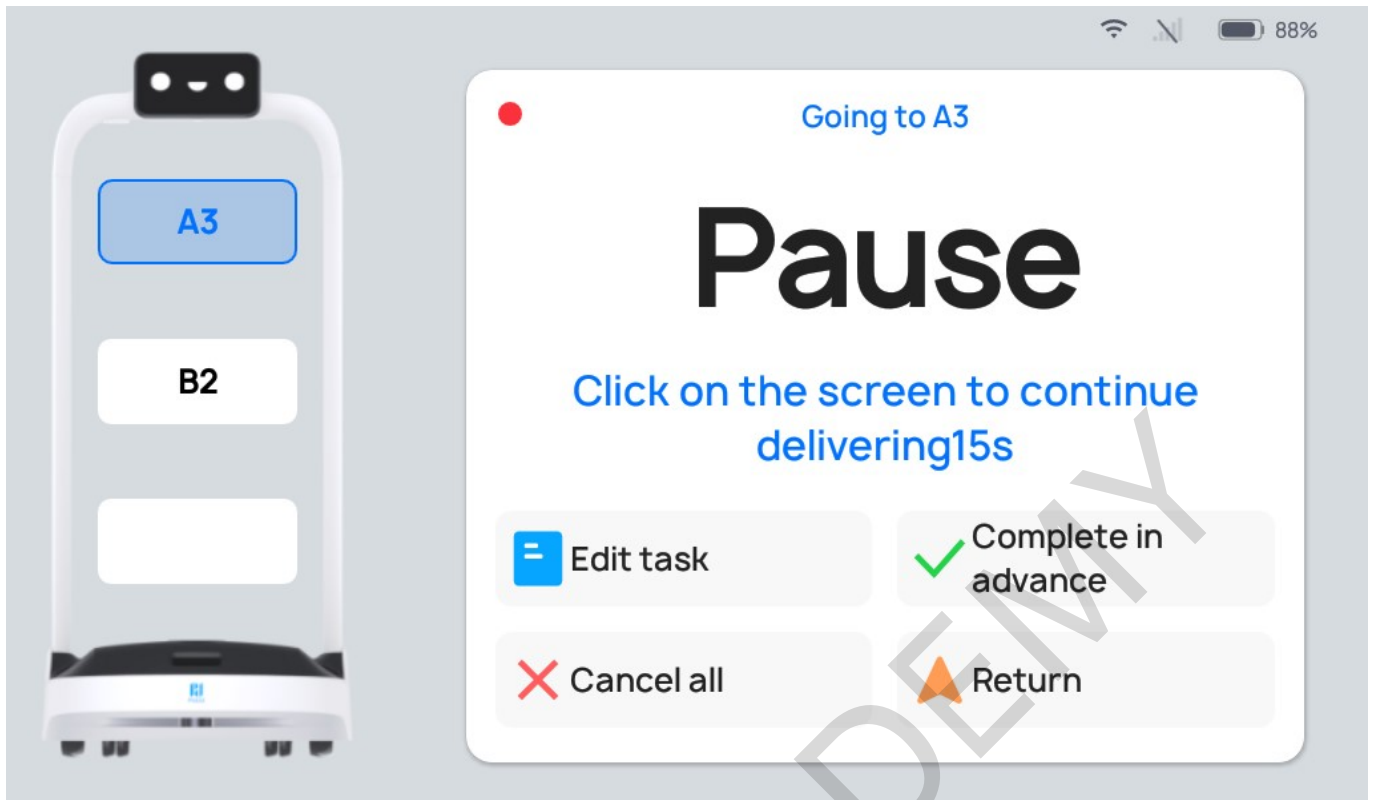 88%
Going to A3
A3
Pause
B2
Click on the screen to continue
delivering15s
Edit task
Complete in
advance
Cancel all
Return
DEMY